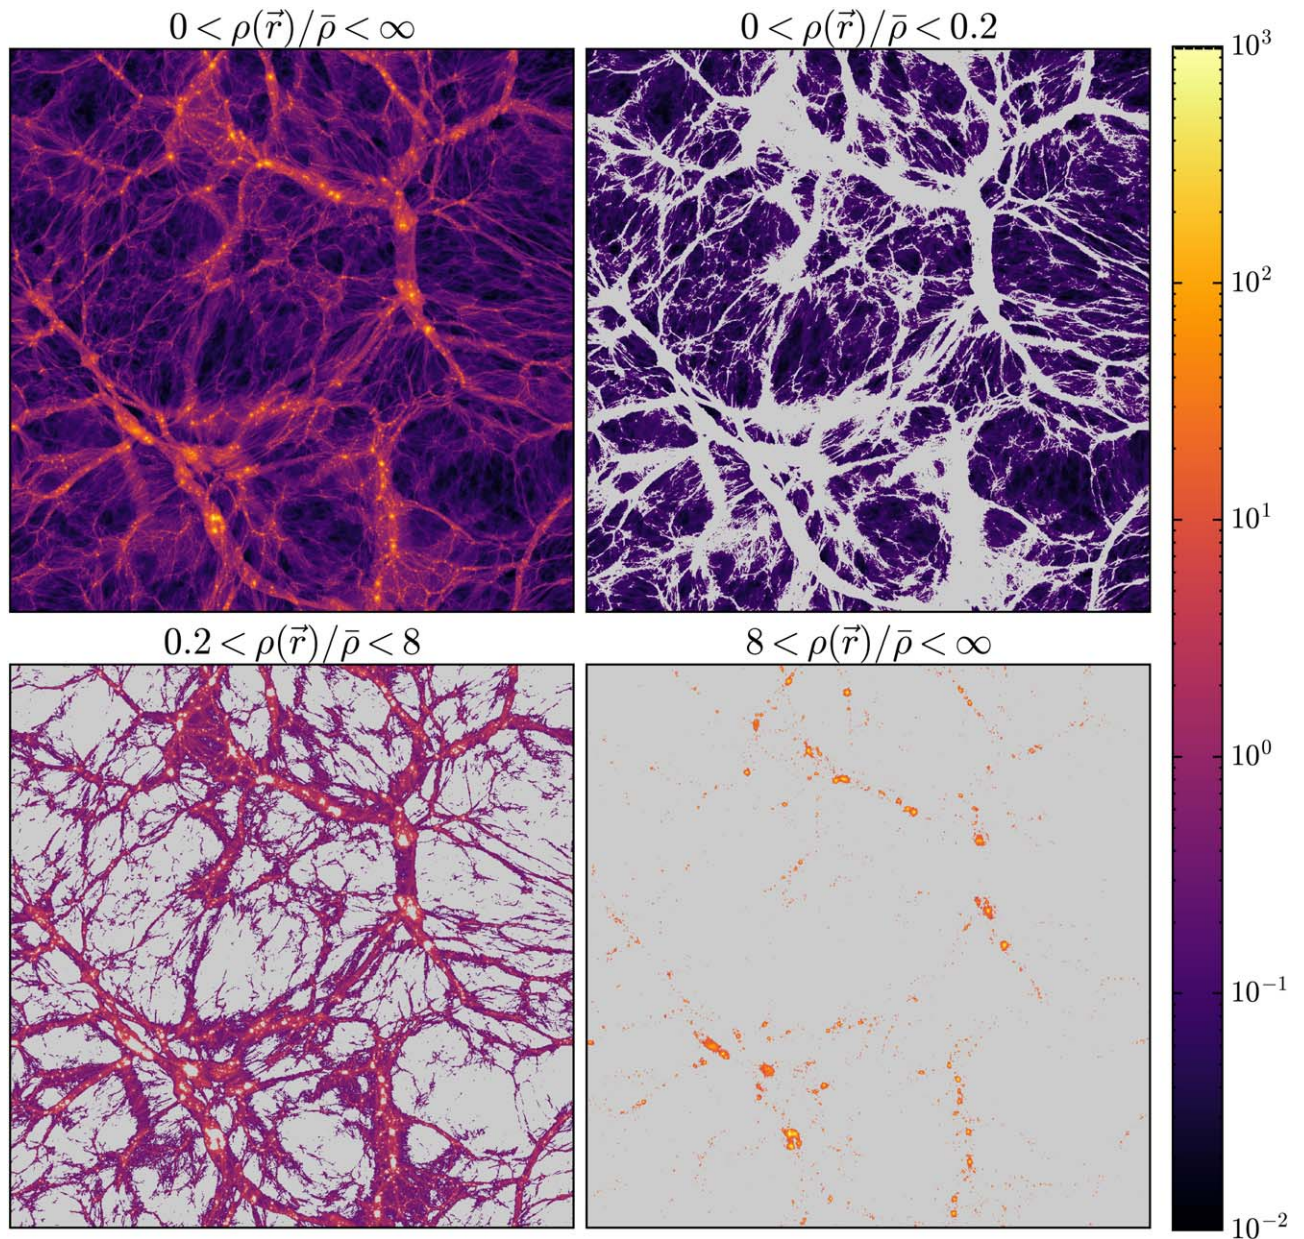 0 < ρ(r⃗)/ρ̄ < ∞
0 < ρ(r⃗)/ρ̄ < 0.2
0.2 < ρ(r⃗)/ρ̄ < 8
8 < ρ(r⃗)/ρ̄ < ∞
10³
10²
10¹
10⁰
10⁻¹
10⁻²